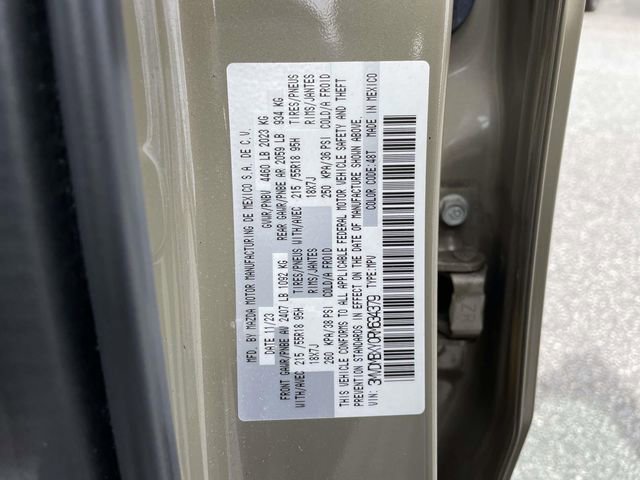 MFD. BY MAZDA MOTOR MANUFACTURING DE MEXICO S.A. DE C.V.
DATE 11/23 GVWR/PNBV 4460 LB 2023 KG
FRONT GAWR/PNBE AV 2407 LB 1092 KG REAR GAWR/PNBE AR 2059 LB 934 KG
WITH/AVEC 215 /55R18 95H TIRES/PNEUS WITH/AVEC 215 /55R18 95H TIRES/PNEUS
18X7J RIMS/JANTES 18X7J RIMS/JANTES
260 KPA/38 PSI COLD/A FROID 250 KPA/36 PSI COLD/A FROID
THIS VEHICLE CONFORMS TO ALL APPLICABLE FEDERAL MOTOR VEHICLE SAFETY AND THEFT
PREVENTION STANDARDS IN EFFECT ON THE DATE OF MANUFACTURE SHOWN ABOVE.
VIN: 3MVDMBXY0RM634379 TYPE:MPV COLOR CODE:48T MADE IN MEXICO